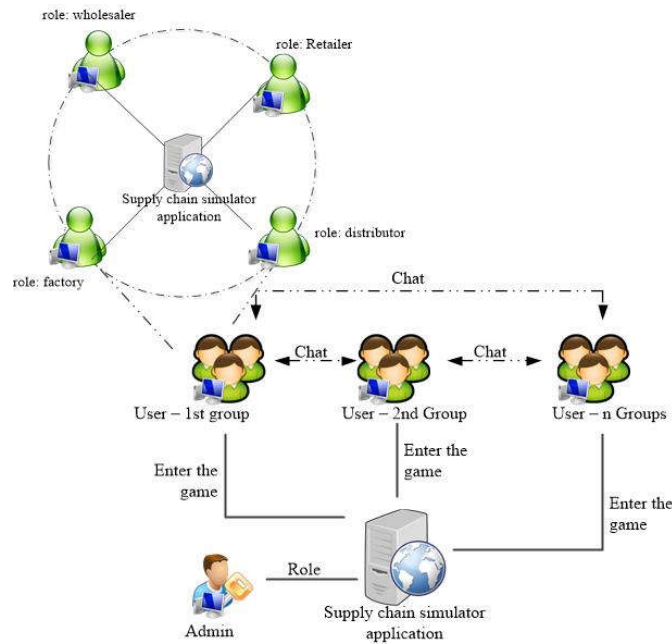 role: wholesaler
role: Retailer
Supply chain simulator
application
role: factory
role: distributor
Chat
Chat
Chat
User – 1st group
User – 2nd Group
User – n Groups
Enter the
game
Enter the
game
Enter the
game
Role
Admin
Supply chain simulator
application